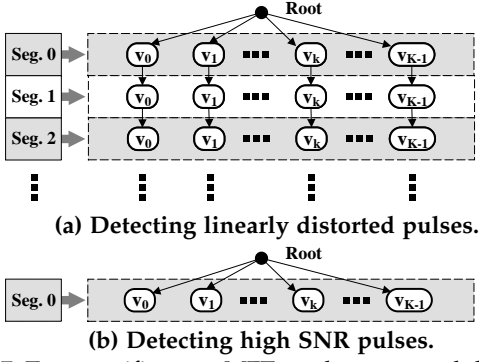 Root
Seg. 0 v0 v1 vk vK-1
Seg. 1 v0 v1 vk vK-1
Seg. 2 v0 v1 vk vK-1
(a) Detecting linearly distorted pulses.
Root
Seg. 0 v0 v1 vk vK-1
(b) Detecting high SNR pulses.